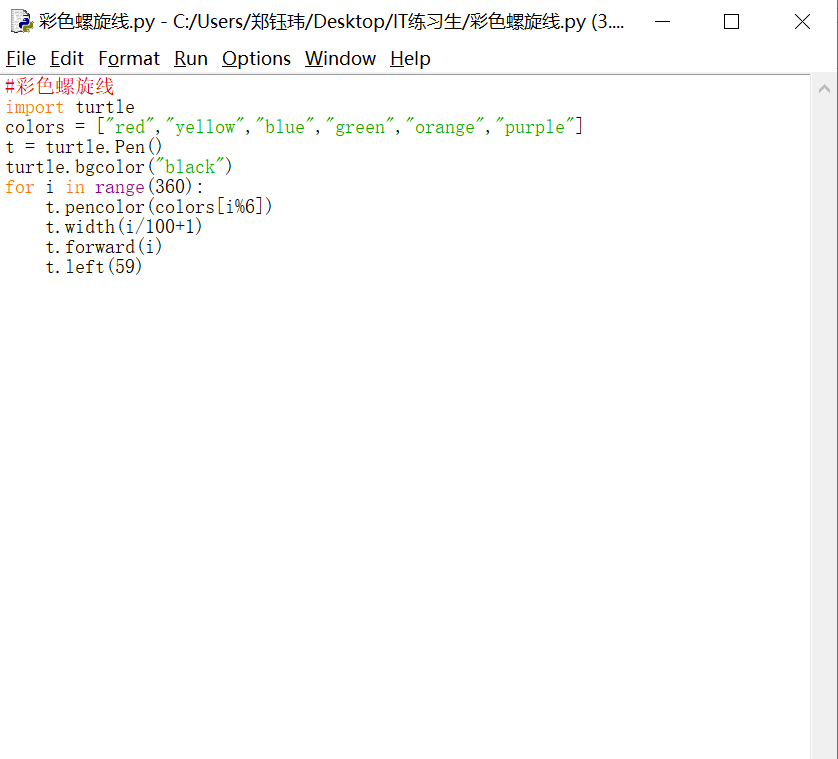 彩色螺旋线.py - C:/Users/郑钰玮/Desktop/IT练习生/彩色螺旋线.py (3....
File Edit Format Run Options Window Help
#彩色螺旋线
import turtle
colors = ["red","yellow","blue","green","orange","purple"]
t = turtle.Pen()
turtle.bgcolor("black")
for i in range(360):
    t.pencolor(colors[i%6])
    t.width(i/100+1)
    t.forward(i)
    t.left(59)